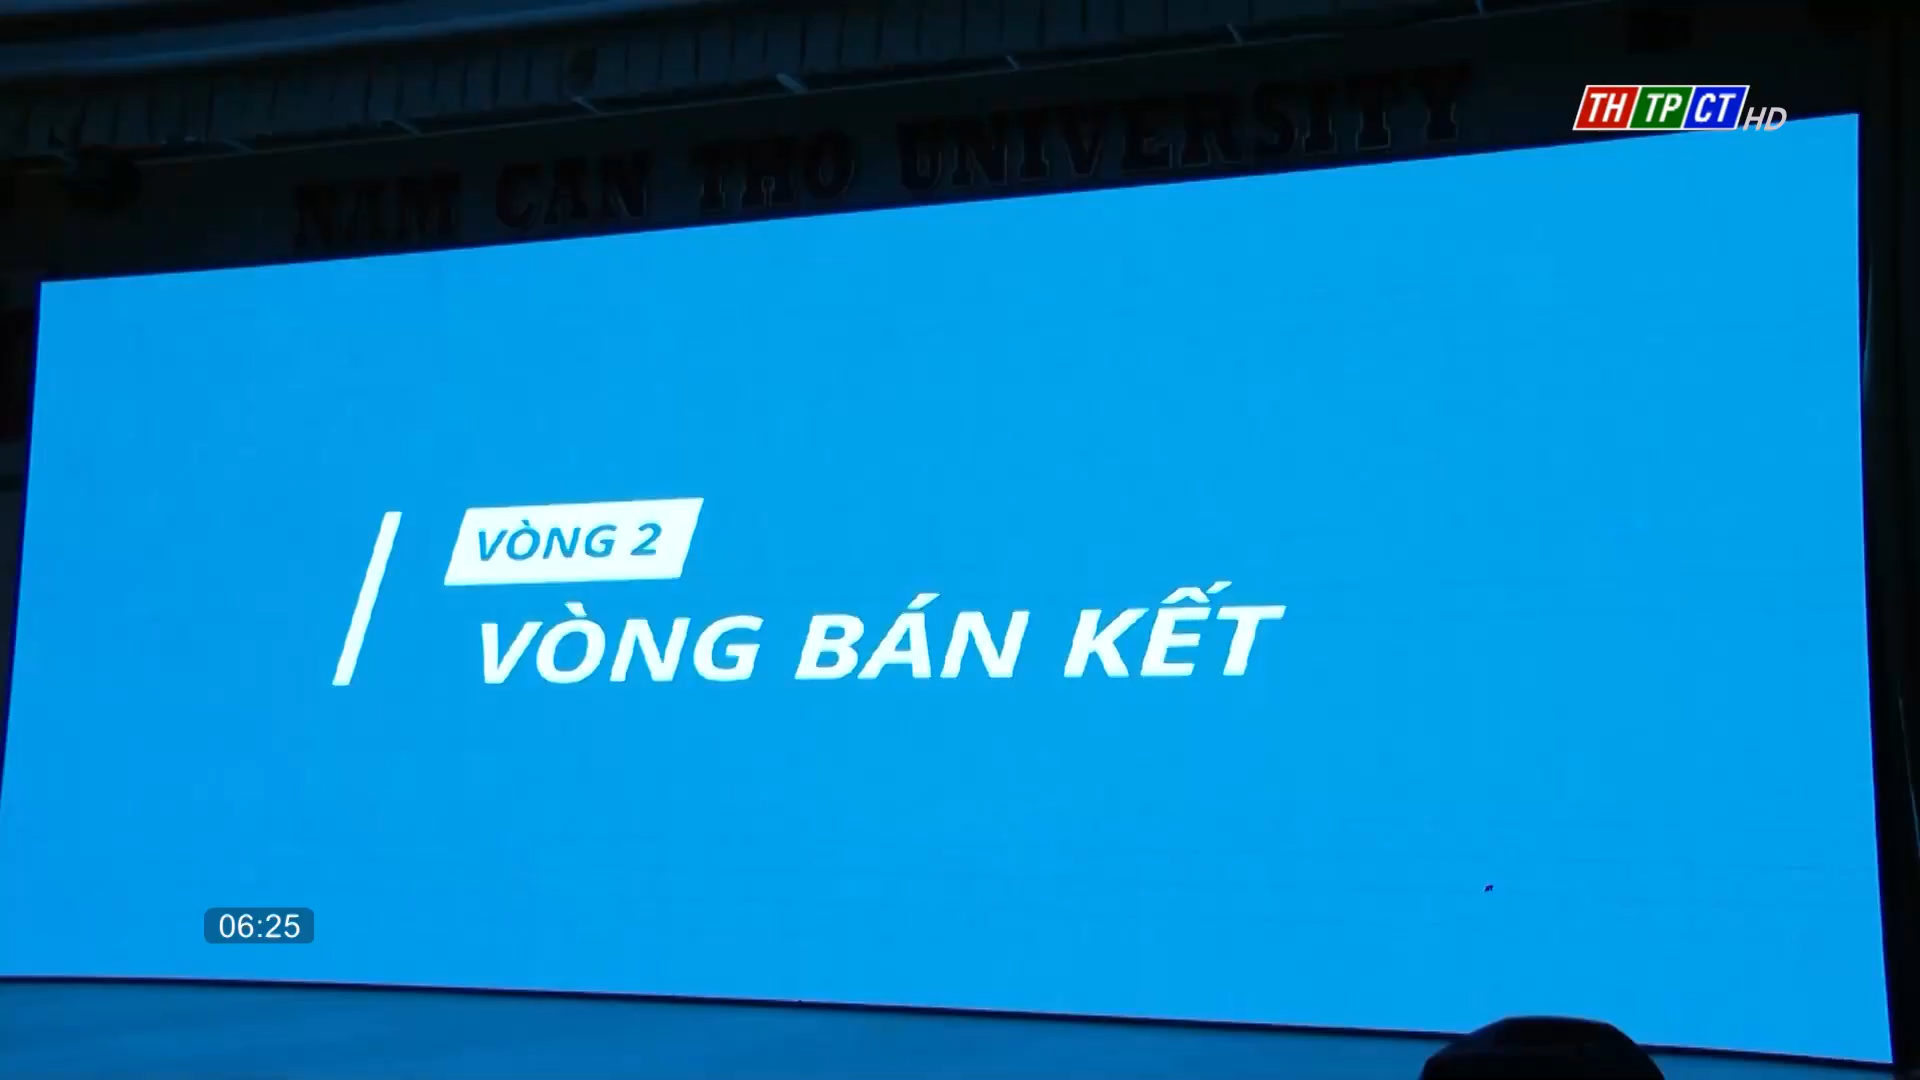 THTPCT HD
NAM CAN THO UNIVERSITY
VÒNG 2
VÒNG BÁN KẾT
06:25